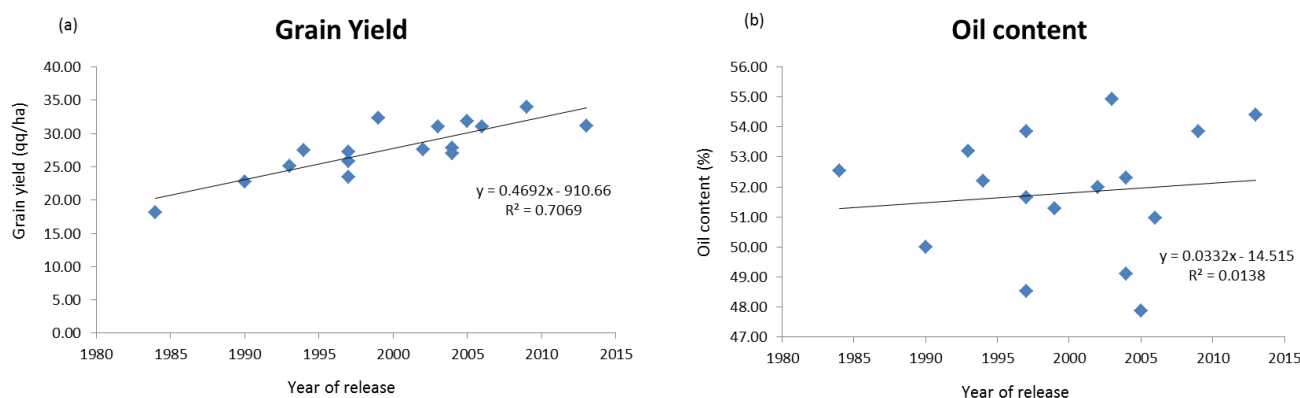 (a)
Grain Yield
Grain yield (qq/ha)
40.00
35.00
30.00
25.00
20.00
15.00
10.00
5.00
0.00
y = 0.4692x - 910.66
R² = 0.7069
1980 1985 1990 1995 2000 2005 2010 2015
Year of release
(b)
Oil content
Oil content (%)
56.00
55.00
54.00
53.00
52.00
51.00
50.00
49.00
48.00
47.00
y = 0.0332x - 14.515
R² = 0.0138
1980 1985 1990 1995 2000 2005 2010 2015
Year of release